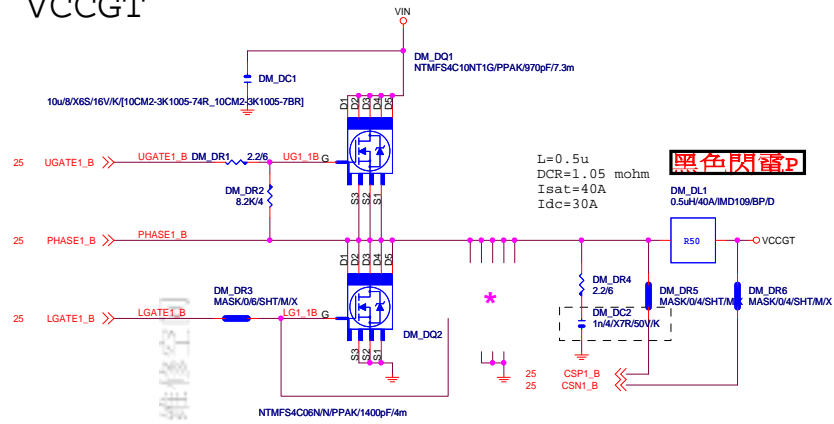 VCCGT
VIN
DM_DC1
10u/8/X6S/16V/K/[10CM2-3K1005-74R_10CM2-3K1005-7BR]
DM_DQ1
NTMFS4C10NT1G/PPAK/970pF/7.3m
D1 D2 D3 D4 D5
25 UGATE1_B UGATE1_B DM_DR1 2.2/6 UG1_1B G
S3 S2 S1
DM_DR2
8.2K/4
L=0.5u
DCR=1.05 mohm
Isat=40A
Idc=30A
黑色閃電P
DM_DL1
0.5uH/40A/IMD109/BP/D
25 PHASE1_B PHASE1_B
R50
VCCGT
D1 D2 D3 D4 D5
DM_DR3
MASK/0/6/SHT/M/X
25 LGATE1_B LGATE1_B LG1_1B G
DM_DQ2
S3 S2 S1
NTMFS4C06N/N/PPAK/1400pF/4m
*
DM_DR4
2.2/6
DM_DC2
1n/4/X7R/50V/K
DM_DR5
MASK/0/4/SHT/M/X
DM_DR6
MASK/0/4/SHT/M/X
25 CSP1_B
25 CSN1_B
維修空間